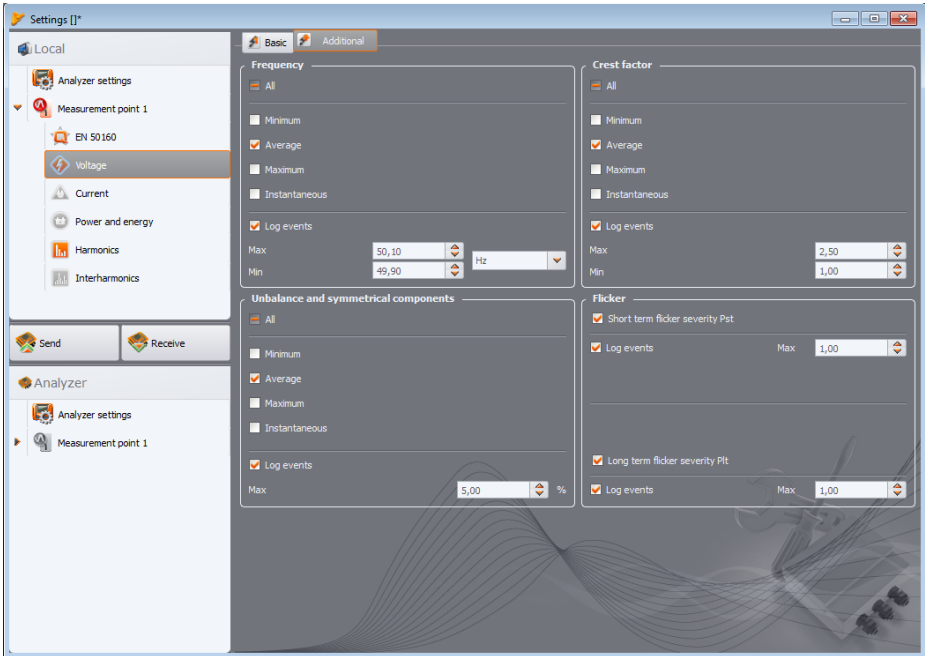 Settings []*
Local
Analyzer settings
Measurement point 1
EN 50160
Voltage
Current
Power and energy
Harmonics
Interharmonics
Send
Receive
Analyzer
Analyzer settings
Measurement point 1
Basic
Additional
Frequency
All
Minimum
Average
Maximum
Instantaneous
Log events
Max 50,10
Hz
Min 49,90
Crest factor
All
Minimum
Average
Maximum
Instantaneous
Log events
Max 2,50
Min 1,00
Unbalance and symmetrical components
All
Minimum
Average
Maximum
Instantaneous
Log events
Max 5,00 %
Flicker
Short term flicker severity Pst
Log events Max 1,00
Long term flicker severity Plt
Log events Max 1,00